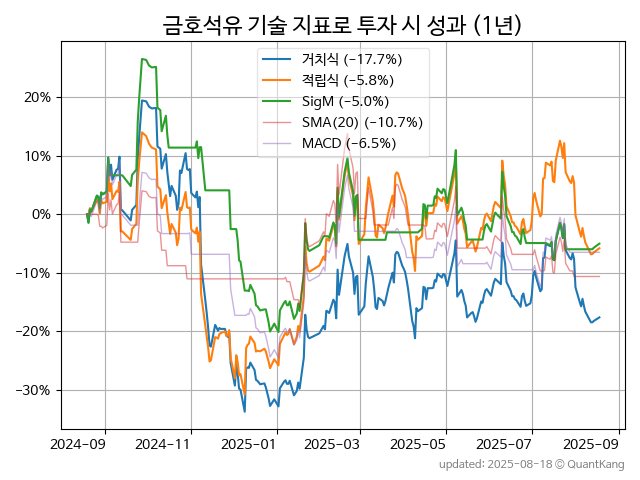 금호석유 기술 지표로 투자 시 성과 (1년)
거치식 (-17.7%)
적립식 (-5.8%)
SigM (-5.0%)
SMA(20) (-10.7%)
MACD (-6.5%)
20%
10%
0%
-10%
-20%
-30%
2024-09 2024-11 2025-01 2025-03 2025-05 2025-07 2025-09
updated: 2025-08-18 © QuantKang